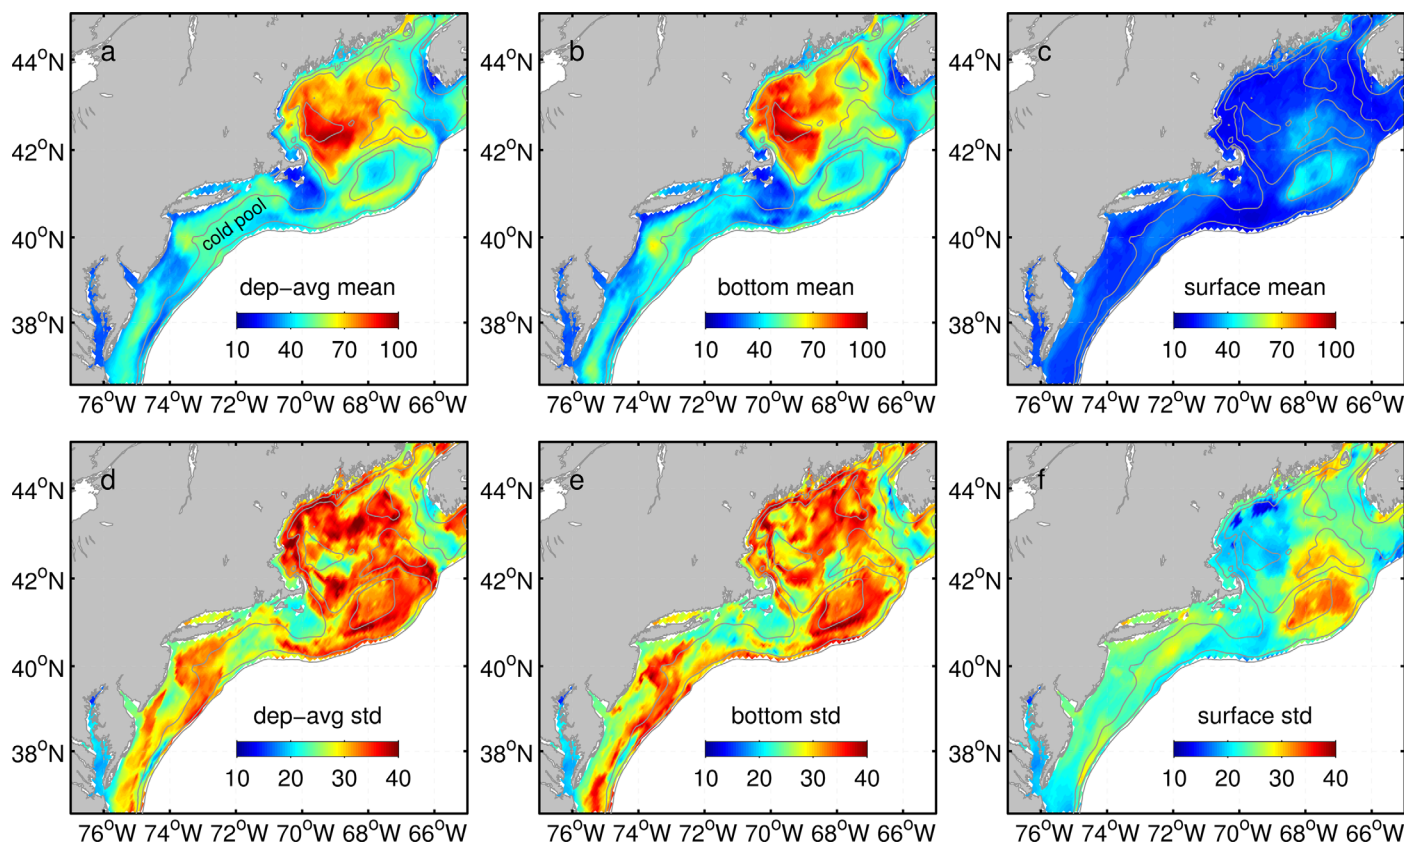 a
44°N
42°N
40°N
38°N
cold pool
dep-avg mean
10 40 70 100
76°W 74°W 72°W 70°W 68°W 66°W
b
44°N
42°N
40°N
38°N
bottom mean
10 40 70 100
76°W 74°W 72°W 70°W 68°W 66°W
c
44°N
42°N
40°N
38°N
surface mean
10 40 70 100
76°W 74°W 72°W 70°W 68°W 66°W
d
44°N
42°N
40°N
38°N
dep-avg std
10 20 30 40
76°W 74°W 72°W 70°W 68°W 66°W
e
44°N
42°N
40°N
38°N
bottom std
10 20 30 40
76°W 74°W 72°W 70°W 68°W 66°W
f
44°N
42°N
40°N
38°N
surface std
10 20 30 40
76°W 74°W 72°W 70°W 68°W 66°W